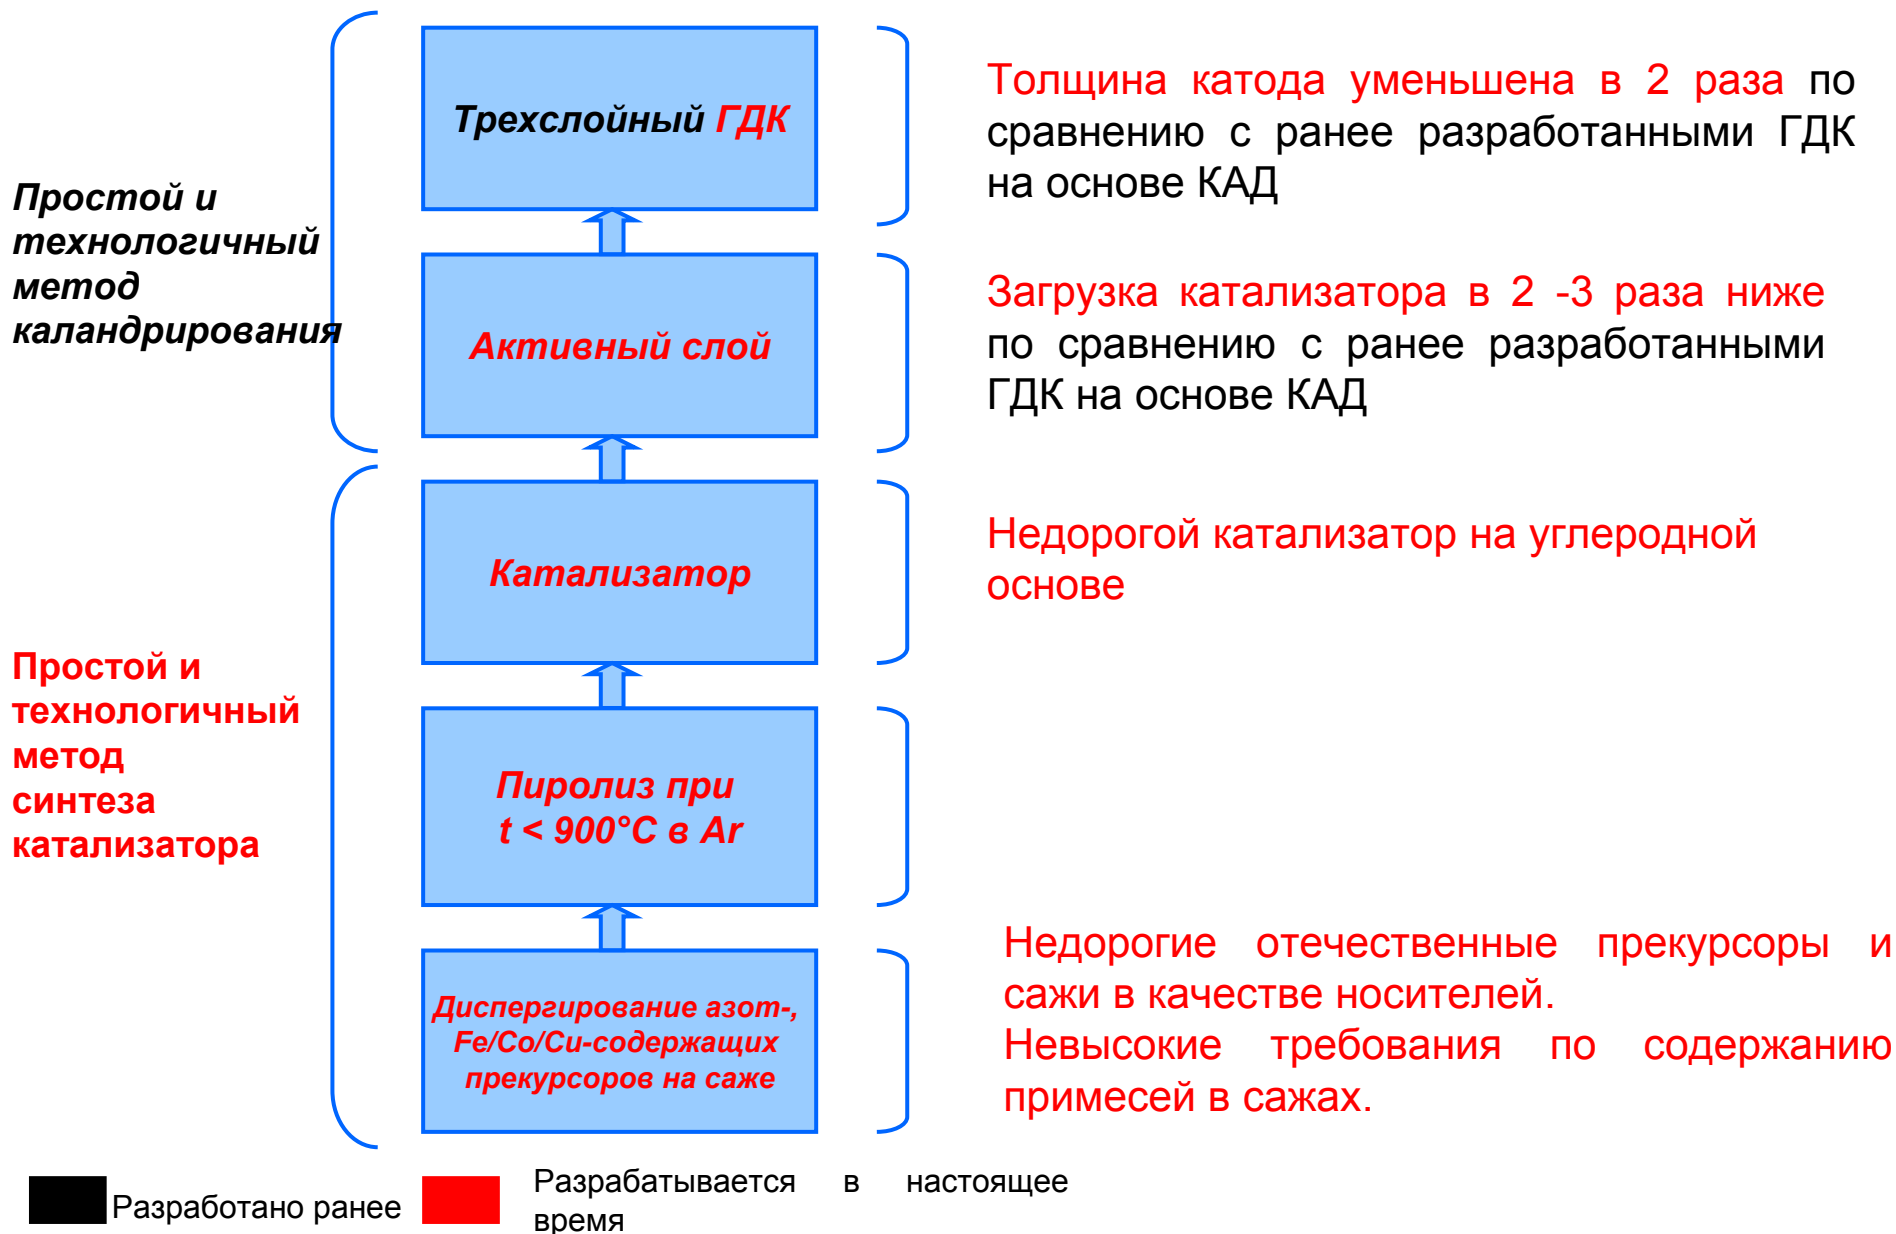 Трехслойный ГДК
Толщина катода уменьшена в 2 раза по
сравнению с ранее разработанными ГДК
на основе КАД
Простой и
технологичный
метод
каландрирования
Активный слой
Загрузка катализатора в 2 -3 раза ниже
по сравнению с ранее разработанными
ГДК на основе КАД
Катализатор
Недорогой катализатор на углеродной
основе
Простой и
технологичный
метод
синтеза
катализатора
Пиролиз при
t < 900°C в Ar
Диспергирование азот-,
Fe/Co/Cu-содержащих
прекурсоров на саже
Недорогие отечественные прекурсоры и
сажи в качестве носителей.
Невысокие требования по содержанию
примесей в сажах.
Разработано ранее
Разрабатывается в настоящее
время